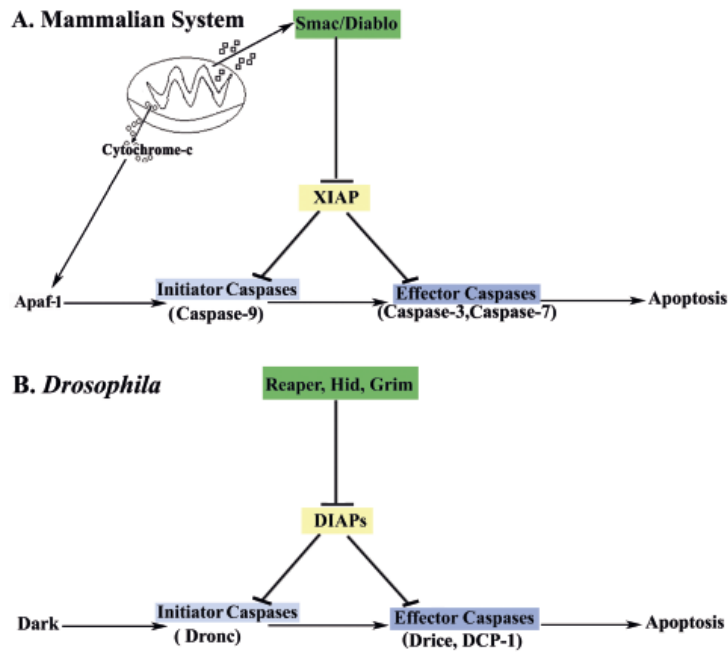 A. Mammalian System
Smac/Diablo
Cytochrome-c
XIAP
Apaf-1
Initiator Caspases
(Caspase-9)
Effector Caspases
(Caspase-3,Caspase-7)
Apoptosis
B. Drosophila
Reaper, Hid, Grim
DIAPs
Dark
Initiator Caspases
( Dronc)
Effector Caspases
(Drice, DCP-1)
Apoptosis